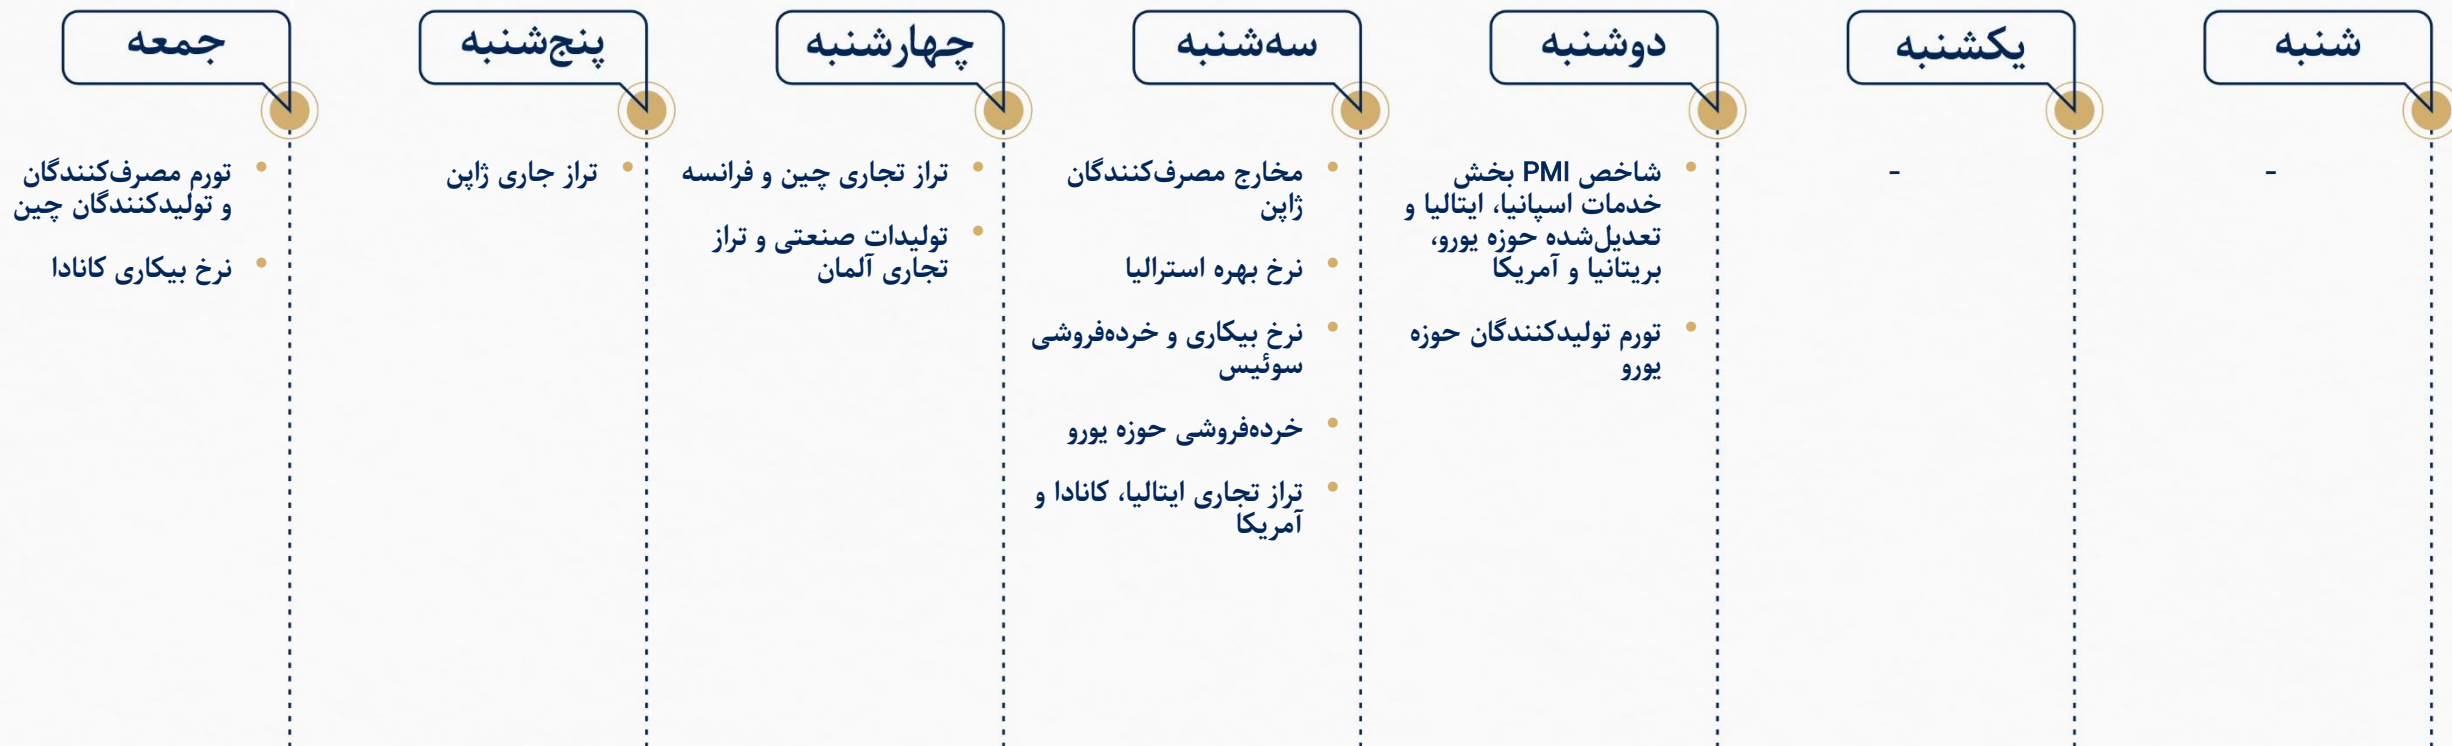 شنبه
-
یکشنبه
-
دوشنبه
• شاخص PMI بخش
خدمات اسپانیا، ایتالیا و
تعدیل‌شده حوزه یورو،
بریتانیا و آمریکا
• تورم تولیدکنندگان حوزه
یورو
سه‌شنبه
• مخارج مصرف‌کنندگان
ژاپن
• نرخ بهره استرالیا
• نرخ بیکاری و خرده‌فروشی
سوئیس
• خرده‌فروشی حوزه یورو
• تراز تجاری ایتالیا، کانادا و
آمریکا
چهارشنبه
• تراز تجاری چین و فرانسه
• تولیدات صنعتی و تراز
تجاری آلمان
پنج‌شنبه
• تراز جاری ژاپن
جمعه
• تورم مصرف‌کنندگان
و تولیدکنندگان چین
• نرخ بیکاری کانادا